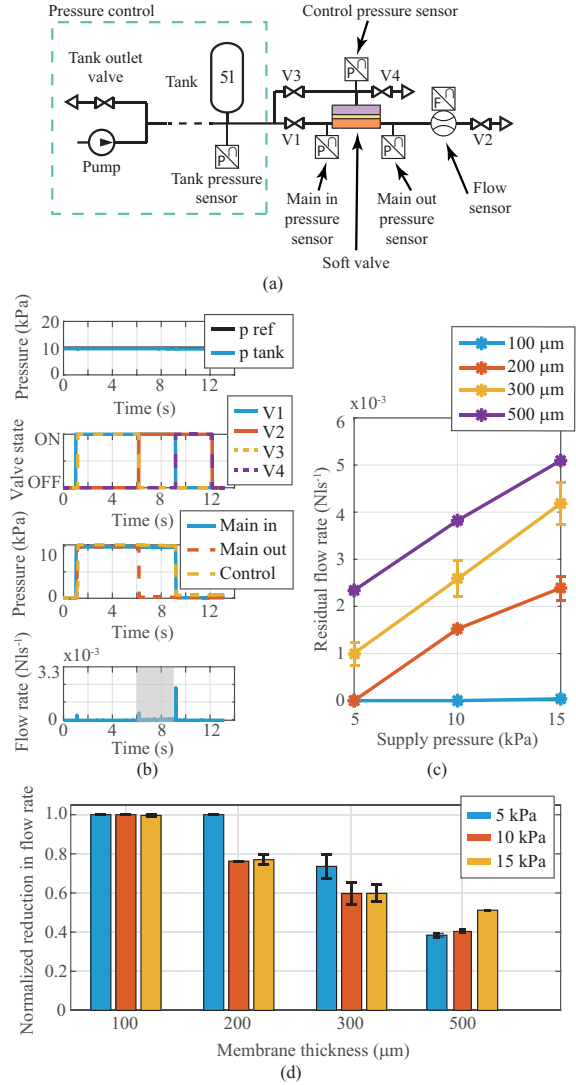 Pressure control
Control pressure sensor
Tank outlet
valve
Tank
5l
V3
V4
P
F
V1
V2
Pump
P
P
P
Tank pressure
sensor
Main in
pressure
sensor
Main out
pressure
sensor
Flow
sensor
Soft valve
(a)
Pressure (kPa)
20
10
0
0
4
8
12
Time (s)
p ref
p tank
Valve state
ON
OFF
0
4
8
12
Time (s)
V1
V2
V3
V4
Pressure (kPa)
10
0
0
4
8
12
Time (s)
Main in
Main out
Control
Flow rate (Nls⁻¹)
x10⁻³
3.3
0
0
4
8
12
Time (s)
(b)
100 μm
200 μm
300 μm
500 μm
x10⁻³
Residual flow rate (Nls⁻¹)
6
5
4
3
2
1
0
5
10
15
Supply pressure (kPa)
(c)
Normalized reduction in flow rate
1.0
0.8
0.6
0.4
0.2
0
5 kPa
10 kPa
15 kPa
100
200
300
500
Membrane thickness (μm)
(d)